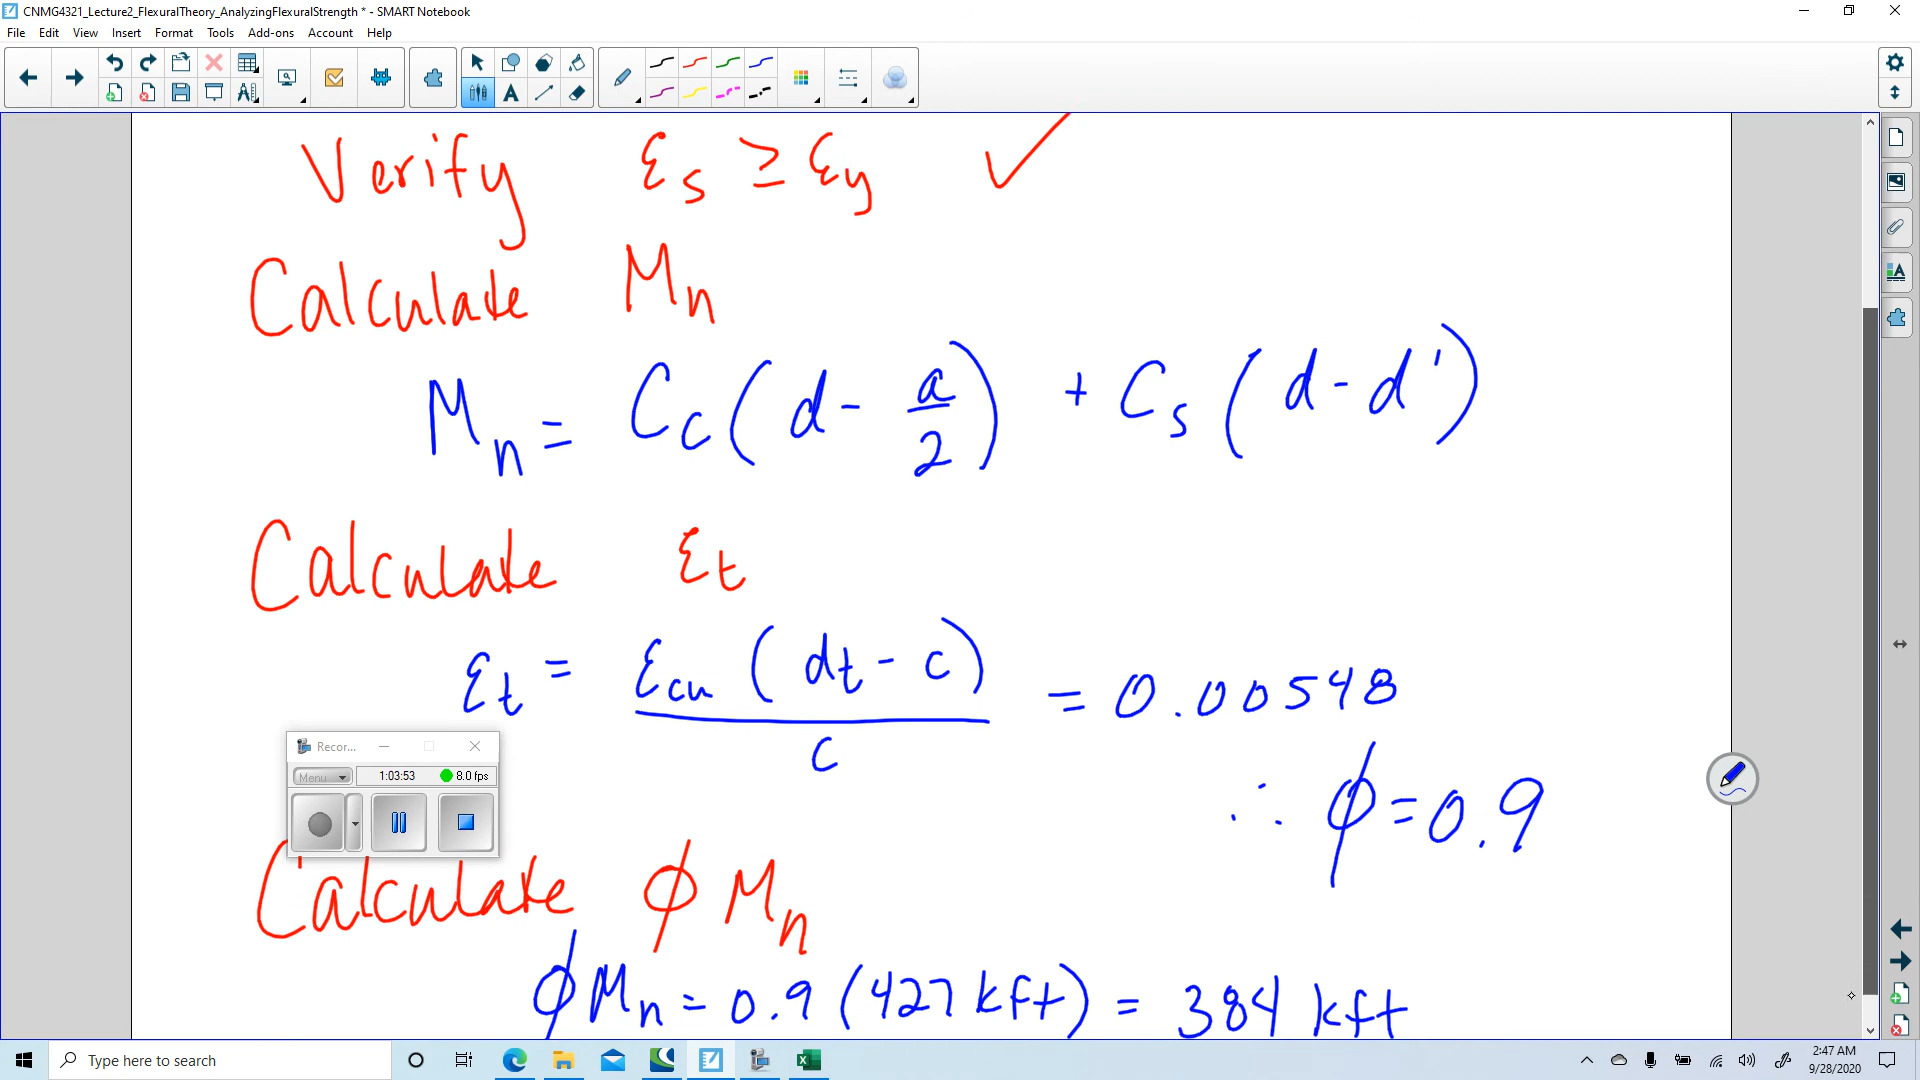 CNMG4321_Lecture2_FlexuralTheory_AnalyzingFlexuralStrength * - SMART Notebook
File Edit View Insert Format Tools Add-ons Account Help
Verify εs ≥ εy ✓
Calculate Mn
Mn = Cc ( d - a/2 ) + Cs ( d - d' )
Calculate εt
εt = εcu ( dt - c ) / c = 0.00548
Recor...
Menu 1:03:53 8.0 fps
∴ ϕ = 0.9
Calculate ϕ Mn
ϕ Mn = 0.9 ( 427 kft ) = 384 kft
Type here to search
2:47 AM
9/28/2020